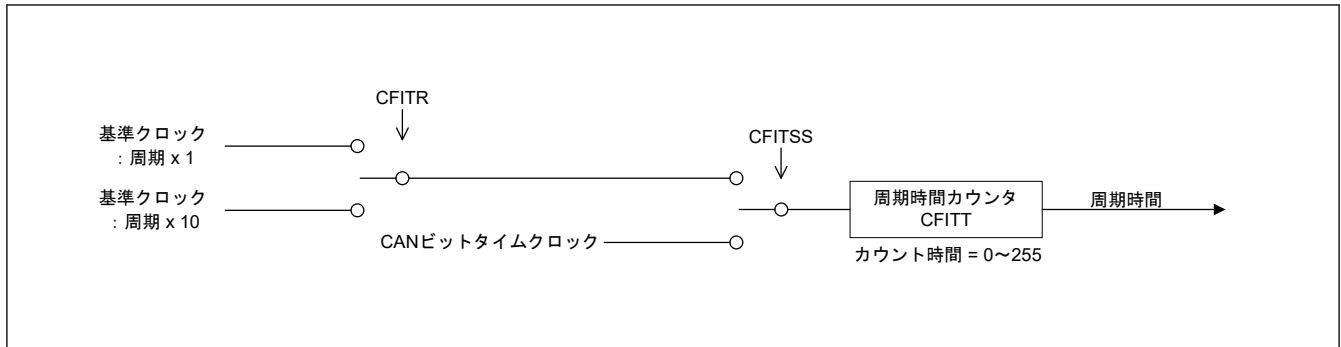 CFITR
基準クロック
：周期 x 1
CFITSS
基準クロック
：周期 x 10
周期時間カウンタ
CFITT
周期時間
CANビットタイムクロック
カウント時間 = 0～255